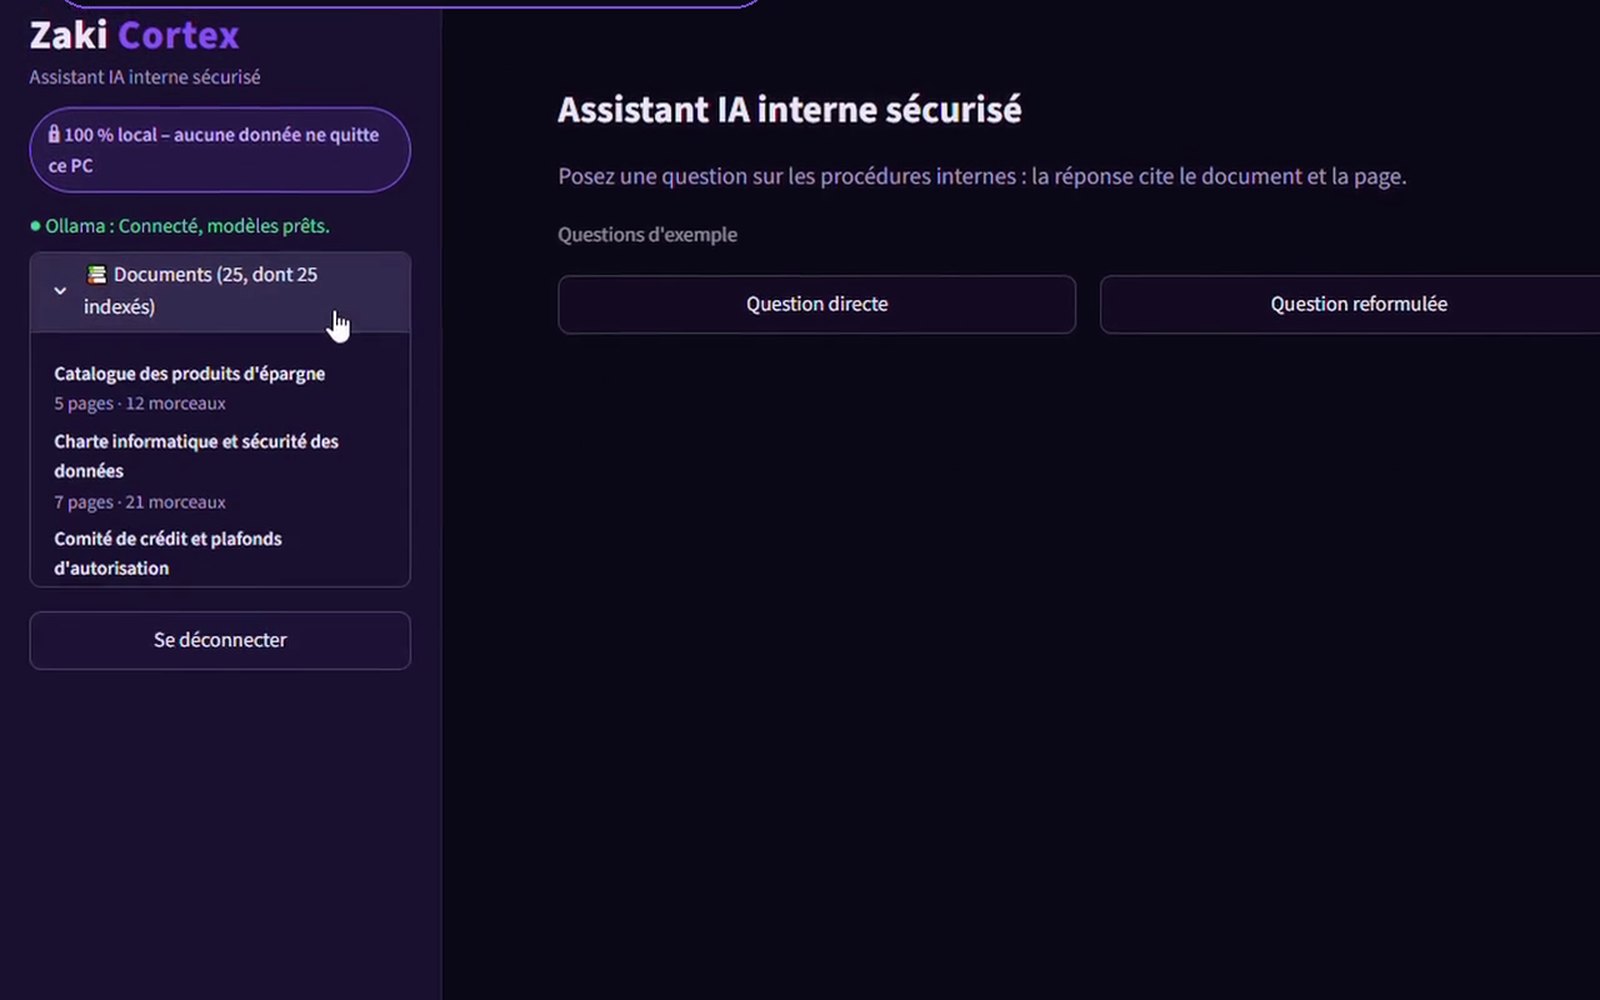 Zaki Cortex
Assistant IA interne sécurisé
100 % local – aucune donnée ne quitte
ce PC
Ollama : Connecté, modèles prêts.
Documents (25, dont 25
indexés)
Catalogue des produits d'épargne
5 pages · 12 morceaux
Charte informatique et sécurité des
données
7 pages · 21 morceaux
Comité de crédit et plafonds
d'autorisation
Se déconnecter
Assistant IA interne sécurisé
Posez une question sur les procédures internes : la réponse cite le document et la page.
Questions d'exemple
Question directe
Question reformulée